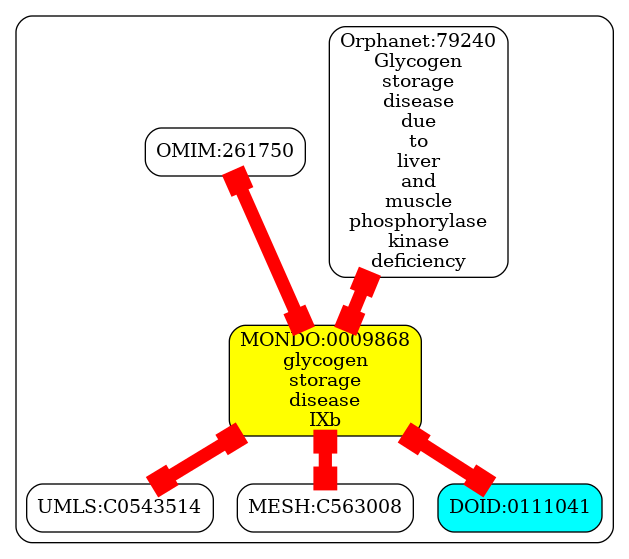 Orphanet:79240
Glycogen
storage
disease
due
to
liver
and
muscle
phosphorylase
kinase
deficiency
OMIM:261750
MONDO:0009868
glycogen
storage
disease
IXb
UMLS:C0543514
MESH:C563008
DOID:0111041